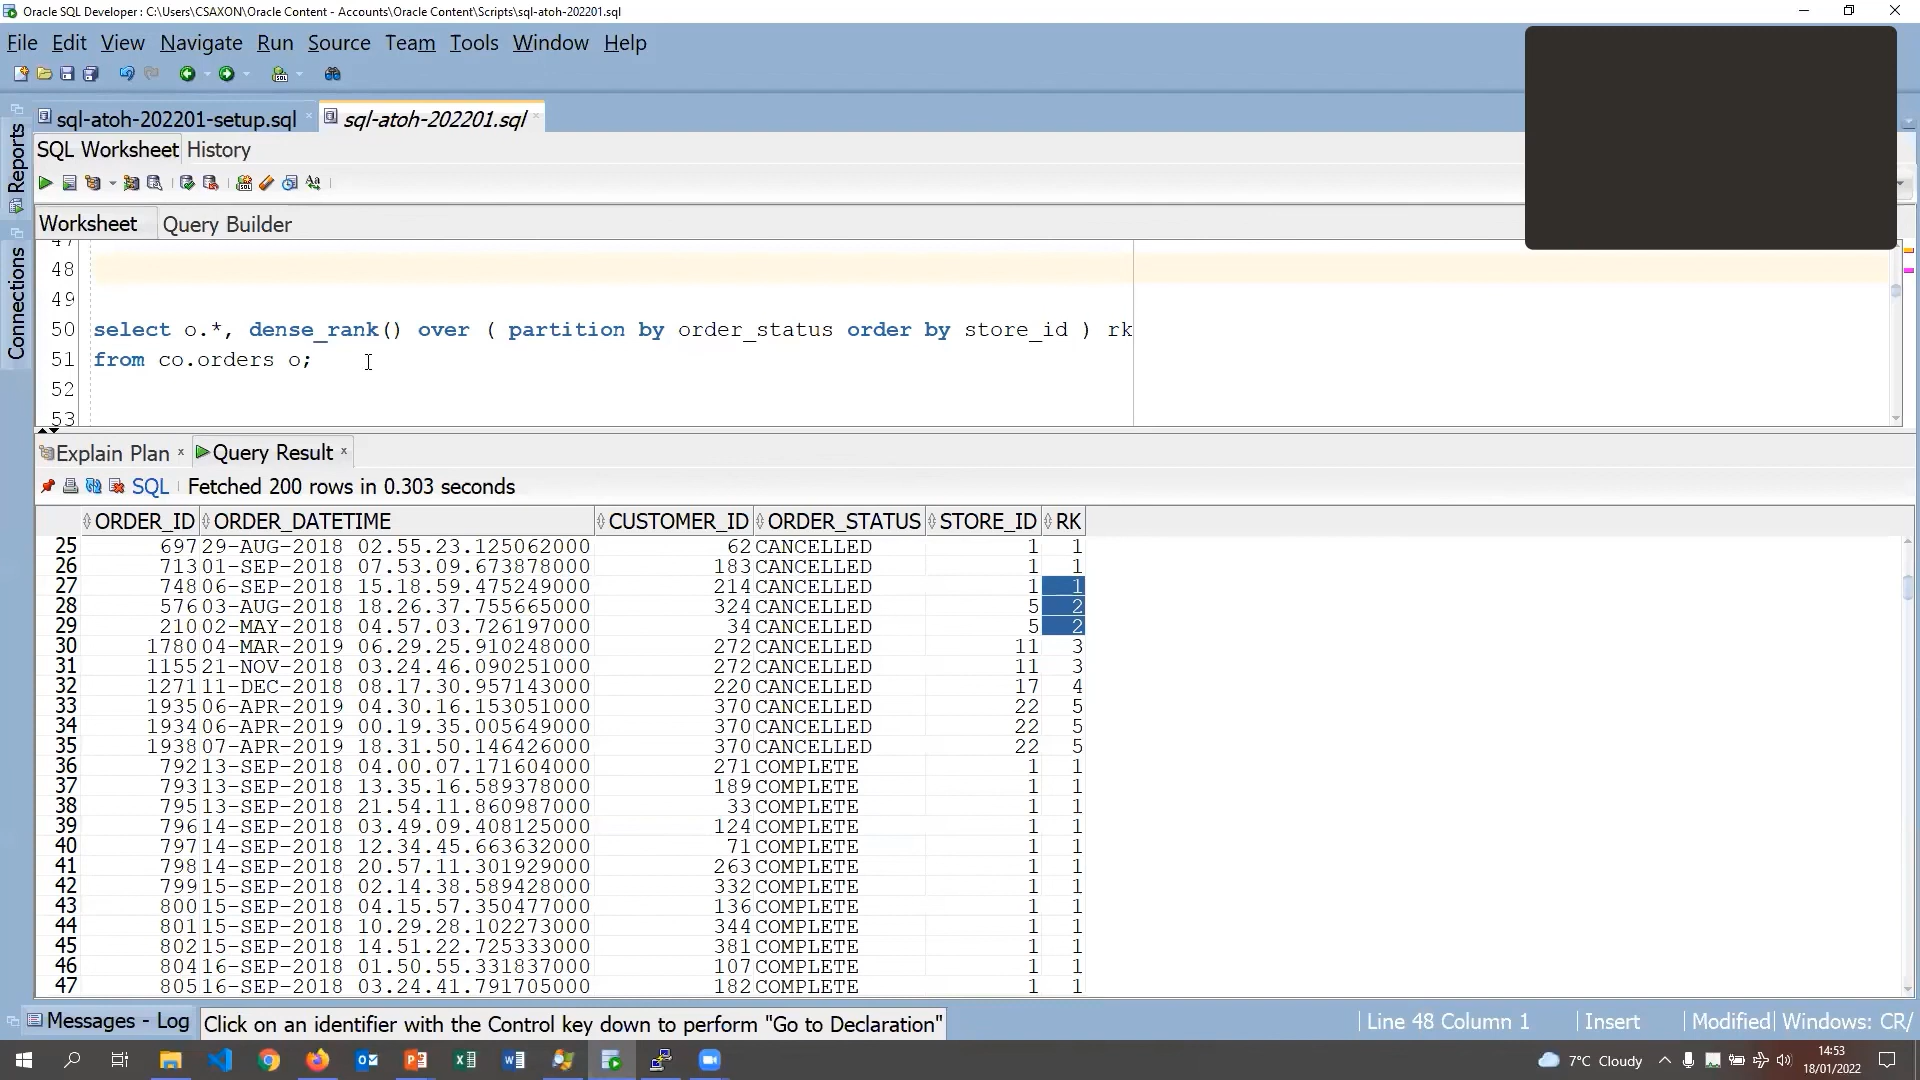 Oracle SQL Developer : C:\Users\CSAXON\Oracle Content - Accounts\Oracle Content\Scripts\sql-atoh-202201.sql
File Edit View Navigate Run Source Team Tools Window Help
sql-atoh-202201-setup.sql sql-atoh-202201.sql
SQL Worksheet History
Worksheet Query Builder
Reports
Connections
47
48
49
50 select o.*, dense_rank() over ( partition by order_status order by store_id ) rk
51 from co.orders o;
52
53
Explain Plan Query Result
SQL Fetched 200 rows in 0.303 seconds
ORDER_ID ORDER_DATETIME CUSTOMER_ID ORDER_STATUS STORE_ID RK
25 697 29-AUG-2018 02.55.23.125062000 62 CANCELLED 1 1
26 713 01-SEP-2018 07.53.09.673878000 183 CANCELLED 1 1
27 748 06-SEP-2018 15.18.59.475249000 214 CANCELLED 1 1
28 576 03-AUG-2018 18.26.37.755665000 324 CANCELLED 5 2
29 210 02-MAY-2018 04.57.03.726197000 34 CANCELLED 5 2
30 1780 04-MAR-2019 06.29.25.910248000 272 CANCELLED 11 3
31 1155 21-NOV-2018 03.24.46.090251000 272 CANCELLED 11 3
32 1271 11-DEC-2018 08.17.30.957143000 220 CANCELLED 17 4
33 1935 06-APR-2019 04.30.16.153051000 370 CANCELLED 22 5
34 1934 06-APR-2019 00.19.35.005649000 370 CANCELLED 22 5
35 1938 07-APR-2019 18.31.50.146426000 370 CANCELLED 22 5
36 792 13-SEP-2018 04.00.07.171604000 271 COMPLETE 1 1
37 793 13-SEP-2018 13.35.16.589378000 189 COMPLETE 1 1
38 795 13-SEP-2018 21.54.11.860987000 33 COMPLETE 1 1
39 796 14-SEP-2018 03.49.09.408125000 124 COMPLETE 1 1
40 797 14-SEP-2018 12.34.45.663632000 71 COMPLETE 1 1
41 798 14-SEP-2018 20.57.11.301929000 263 COMPLETE 1 1
42 799 15-SEP-2018 02.14.38.589428000 332 COMPLETE 1 1
43 800 15-SEP-2018 04.15.57.350477000 136 COMPLETE 1 1
44 801 15-SEP-2018 10.29.28.102273000 344 COMPLETE 1 1
45 802 15-SEP-2018 14.51.22.725333000 381 COMPLETE 1 1
46 804 16-SEP-2018 01.50.55.331837000 107 COMPLETE 1 1
47 805 16-SEP-2018 03.24.41.791705000 182 COMPLETE 1 1
Messages - Log Click on an identifier with the Control key down to perform "Go to Declaration" Line 48 Column 1 Insert Modified Windows: CR/
7°C Cloudy 14:53
18/01/2022